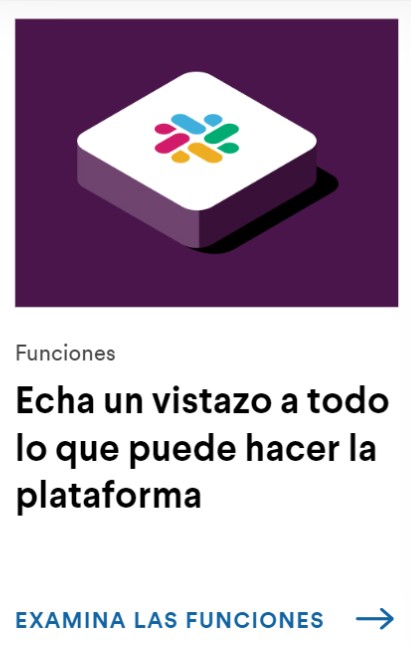 Funciones
Echa un vistazo a todo
lo que puede hacer la
plataforma
EXAMINA LAS FUNCIONES